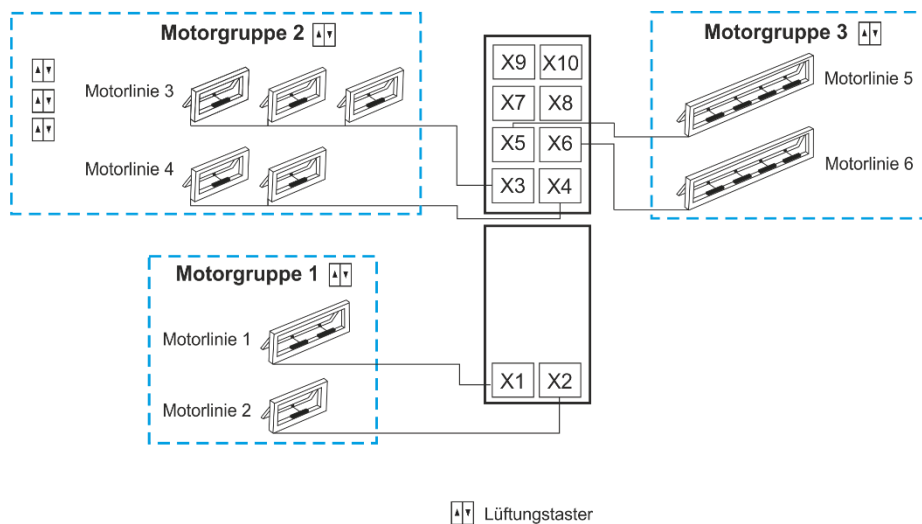 Motorgruppe 2
Motorlinie 3
Motorlinie 4
X9 X10
X7 X8
X5 X6
X3 X4
Motorgruppe 3
Motorlinie 5
Motorlinie 6
Motorgruppe 1
Motorlinie 1
Motorlinie 2
X1 X2
Lüftungstaster